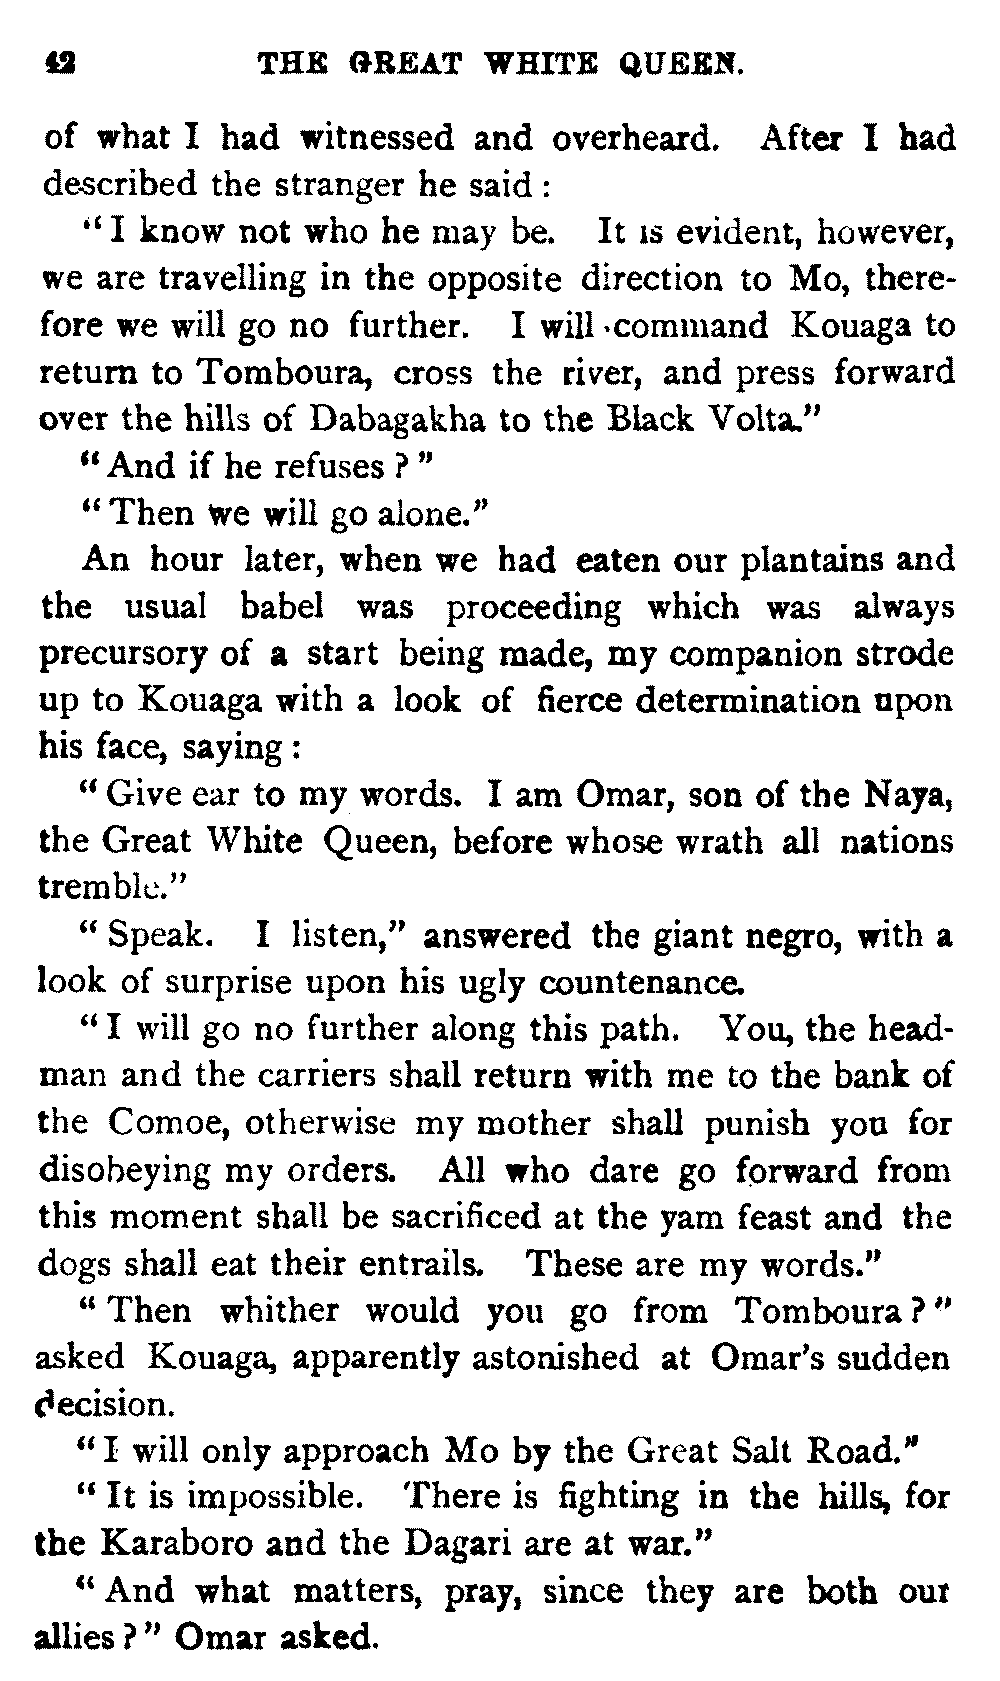 42 THE GREAT WHITE QUEEN.
of what I had witnessed and overheard. After I had
described the stranger he said :
"I know not who he may be. It is evident, however,
we are travelling in the opposite direction to Mo, there-
fore we will go no further. I will command Kouaga to
return to Tomboura, cross the river, and press forward
over the hills of Dabagakha to the Black Volta."
"And if he refuses ? "
"Then we will go alone."
An hour later, when we had eaten our plantains and
the usual babel was proceeding which was always
precursory of a start being made, my companion strode
up to Kouaga with a look of fierce determination upon
his face, saying :
"Give ear to my words. I am Omar, son of the Naya,
the Great White Queen, before whose wrath all nations
tremble."
"Speak. I listen," answered the giant negro, with a
look of surprise upon his ugly countenance.
"I will go no further along this path. You, the head-
man and the carriers shall return with me to the bank of
the Comoe, otherwise my mother shall punish you for
disobeying my orders. All who dare go forward from
this moment shall be sacrificed at the yam feast and the
dogs shall eat their entrails. These are my words."
"Then whither would you go from Tomboura ? "
asked Kouaga, apparently astonished at Omar's sudden
decision.
"I will only approach Mo by the Great Salt Road."
"It is impossible. There is fighting in the hills, for
the Karaboro and the Dagari are at war."
"And what matters, pray, since they are both our
allies ? " Omar asked.